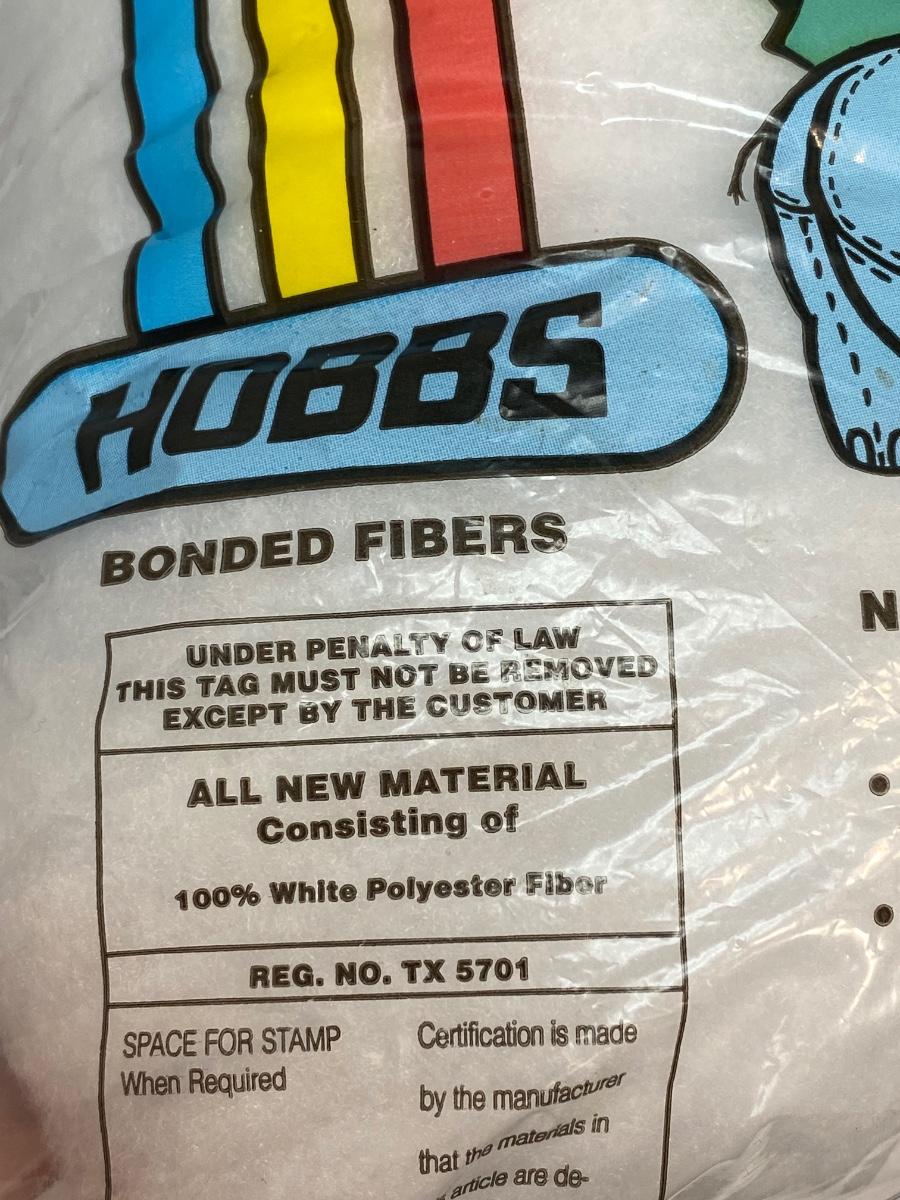 HOBBS
BONDED FIBERS
UNDER PENALTY OF LAW
THIS TAG MUST NOT BE REMOVED
EXCEPT BY THE CUSTOMER
ALL NEW MATERIAL
Consisting of
100% White Polyester Fiber
REG. NO. TX 5701
SPACE FOR STAMP
When Required
Certification is made
by the manufacturer
that the materials in
article are de-
N